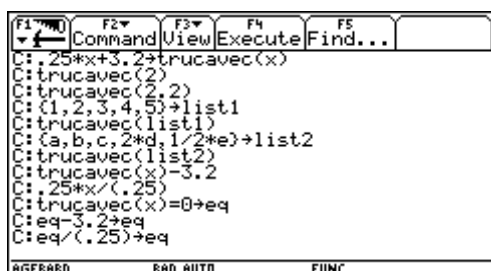 F1 F2 F3 F4 F5
Command View Execute Find...
C:.25*x+3.2→trucavec(x)
C:trucavec(2)
C:trucavec(2.2)
C:{1,2,3,4,5}→list1
C:trucavec(list1)
C:{a,b,c,2*d,1/2*e}→list2
C:trucavec(list2)
C:trucavec(x)-3.2
C:.25*x/(.25)
C:trucavec(x)=0→eq
C:eq-3.2→eq
C:eq/(.25)→eq
AGEBARD RAD AUTO FUNC